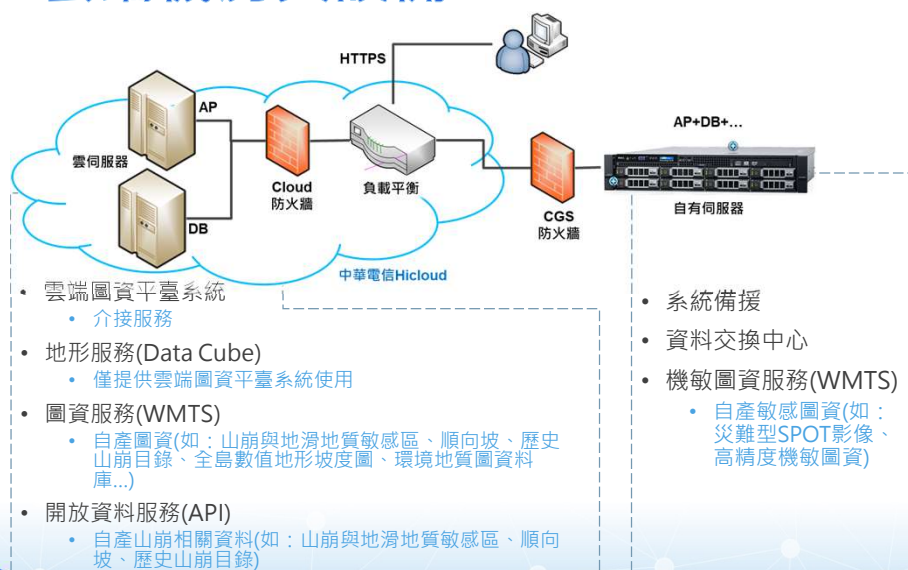 HTTPS
AP
雲伺服器
DB
Cloud
防火牆
負載平衡
中華電信Hicloud
CGS
防火牆
AP+DB+...
自有伺服器
• 雲端圖資平臺系統
• 介接服務
• 地形服務(Data Cube)
• 僅提供雲端圖資平臺系統使用
• 圖資服務(WMTS)
• 自產圖資(如：山崩與地滑地質敏感區、順向坡、歷史
山崩目錄、全島數值地形坡度圖、環境地質圖資料
庫...)
• 開放資料服務(API)
• 自產山崩相關資料(如：山崩與地滑地質敏感區、順向
坡、歷史山崩目錄)
• 系統備援
• 資料交換中心
• 機敏圖資服務(WMTS)
• 自產敏感圖資(如：
災難型SPOT影像、
高精度機敏圖資)